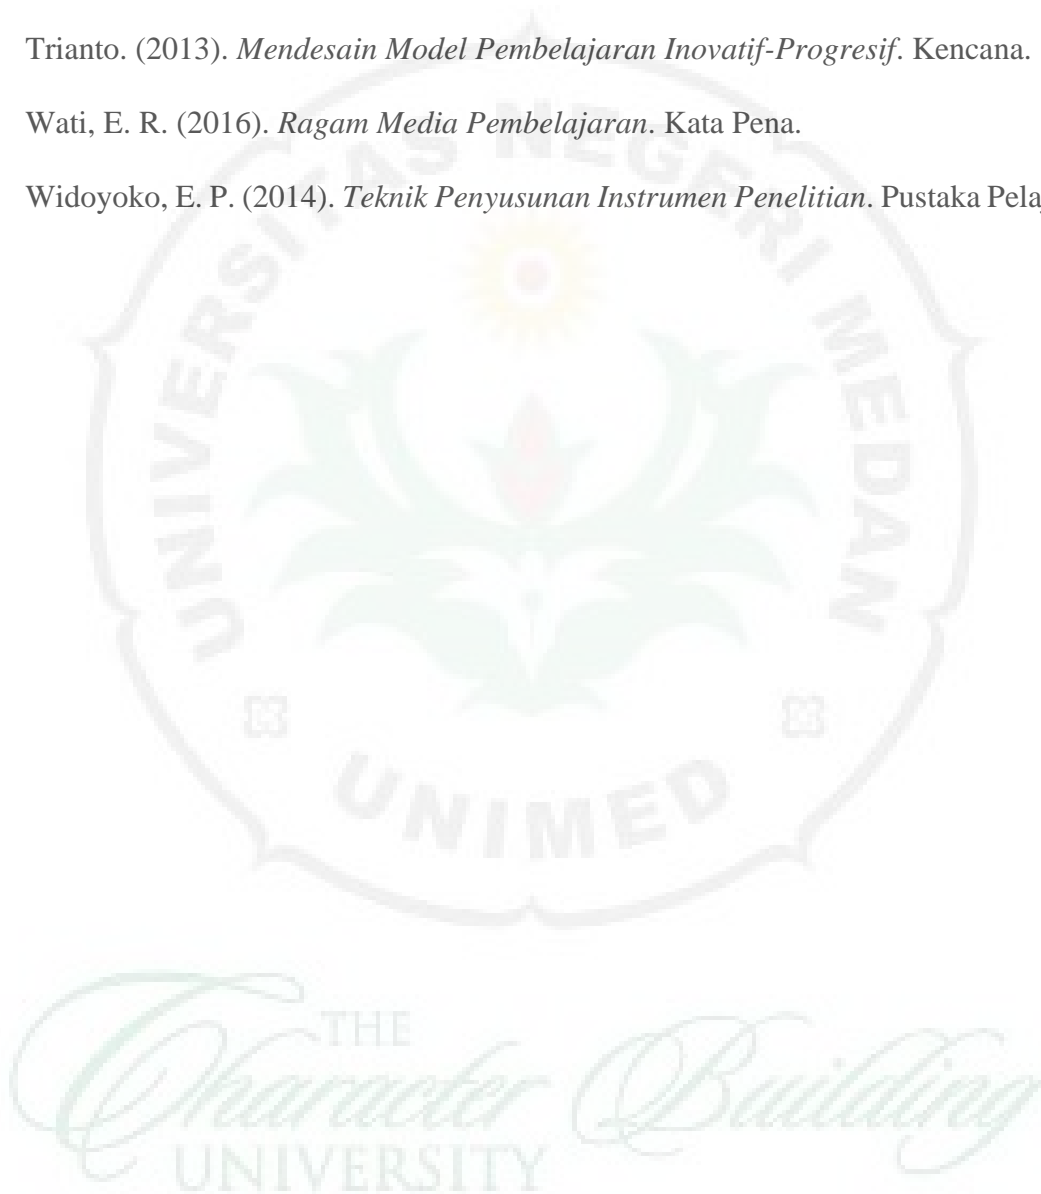 Trianto. (2013). Mendesain Model Pembelajaran Inovatif-Progresif. Kencana.
Wati, E. R. (2016). Ragam Media Pembelajaran. Kata Pena.
Widoyoko, E. P. (2014). Teknik Penyusunan Instrumen Penelitian. Pustaka
UNIVERSITAS NEGERI MEDAN
UNIMED
THE
Character Building
UNIVERSITY